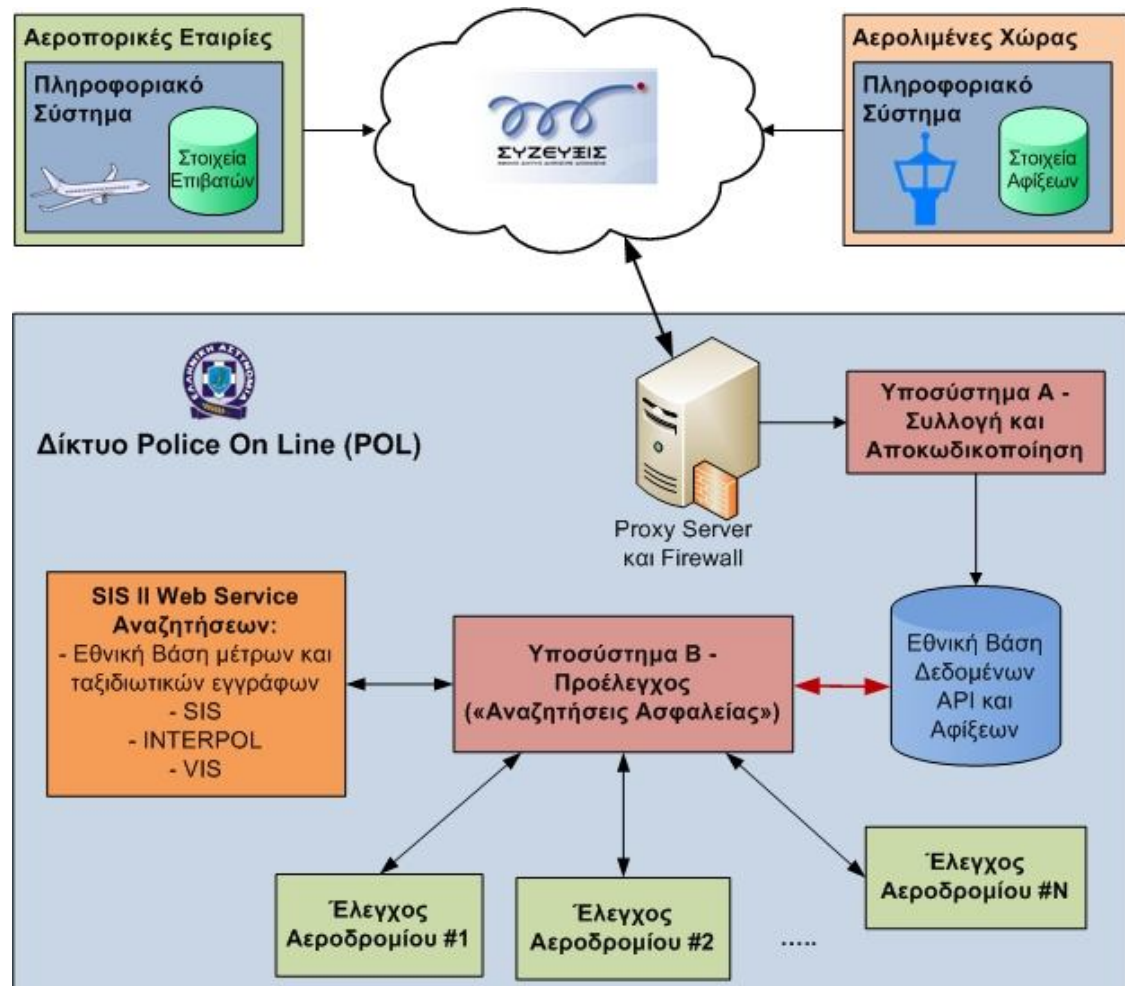 Αεροπορικές Εταιρίες
Πληροφοριακό
Σύστημα
Στοιχεία
Επιβατών
ΣΥΖΕΥΞΙΣ
Αερολιμένες Χώρας
Πληροφοριακό
Σύστημα
Στοιχεία
Αφίξεων
ΕΛΛΗΝΙΚΗ ΑΣΤΥΝΟΜΙΑ
Δίκτυο Police On Line (POL)
Proxy Server
και Firewall
Υποσύστημα Α -
Συλλογή και
Αποκωδικοποίηση
SIS II Web Service
Αναζητήσεων:
- Εθνική Βάση μέτρων και
ταξιδιωτικών εγγράφων
- SIS
- INTERPOL
- VIS
Υποσύστημα Β -
Προέλεγχος
(«Αναζητήσεις Ασφαλείας»)
Εθνική Βάση
Δεδομένων
API και
Αφίξεων
Έλεγχος
Αεροδρομίου #1
Έλεγχος
Αεροδρομίου #2
.....
Έλεγχος
Αεροδρομίου #N